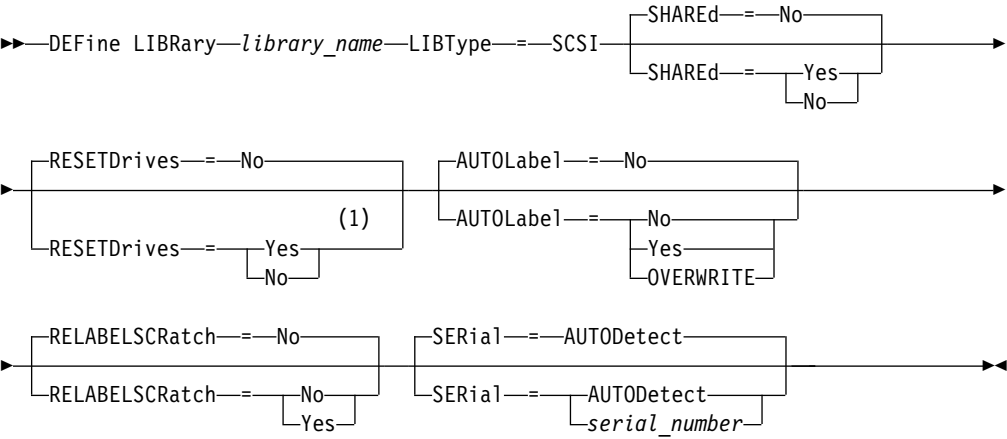 SHAREd = No
DEFine LIBRary library_name LIBType = SCSI
SHAREd = Yes
No
RESETDrives = No AUTOLabel = No
(1) AUTOLabel = No
RESETDrives = Yes Yes
No OVERWRITE
RELABELSCRatch = No SERial = AUTODetect
RELABELSCRatch = No SERial = AUTODetect
Yes serial_number